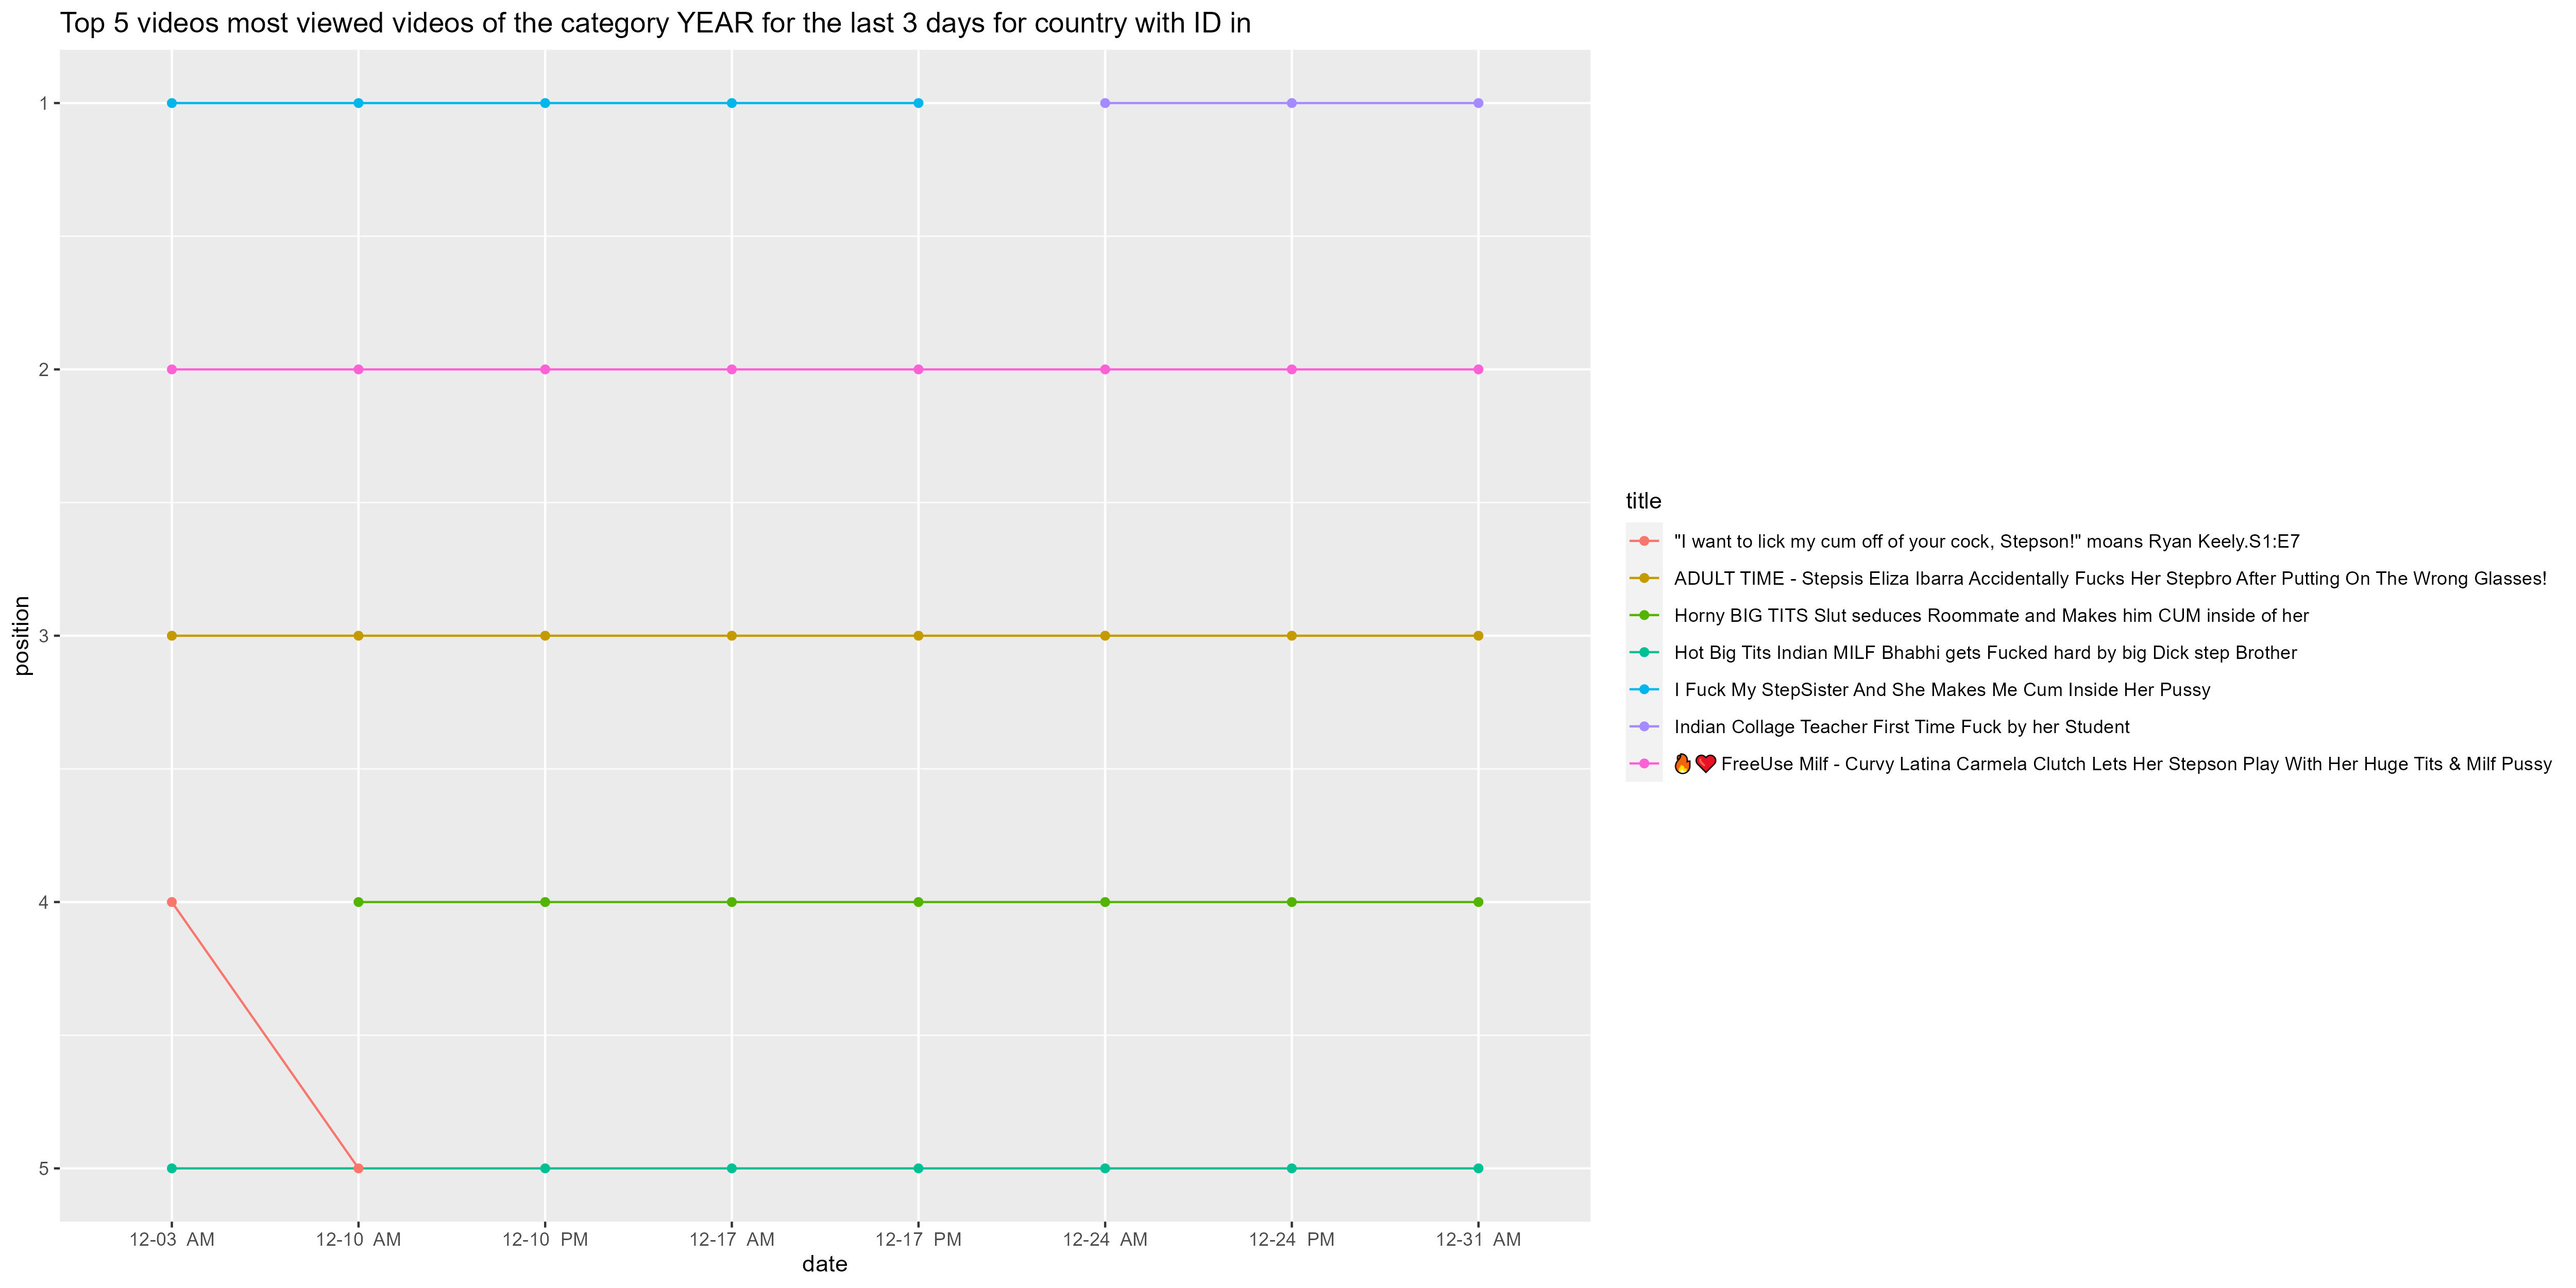 Top 5 videos most viewed videos of the category YEAR for the last 3 days for country with ID in
1
2
3
4
5
position
12-03 AM
12-10 AM
12-10 PM
12-17 AM
12-17 PM
12-24 AM
12-24 PM
12-31 AM
date
title
"I want to lick my cum off of your cock, Stepson!" moans Ryan Keely.S1:E7
ADULT TIME - Stepsis Eliza Ibarra Accidentally Fucks Her Stepbro After Putting On The Wrong Glasses!
Horny BIG TITS Slut seduces Roommate and Makes him CUM inside of her
Hot Big Tits Indian MILF Bhabhi gets Fucked hard by big Dick step Brother
I Fuck My StepSister And She Makes Me Cum Inside Her Pussy
Indian Collage Teacher First Time Fuck by her Student
🔥❤️ FreeUse Milf - Curvy Latina Carmela Clutch Lets Her Stepson Play With Her Huge Tits & Milf Pussy